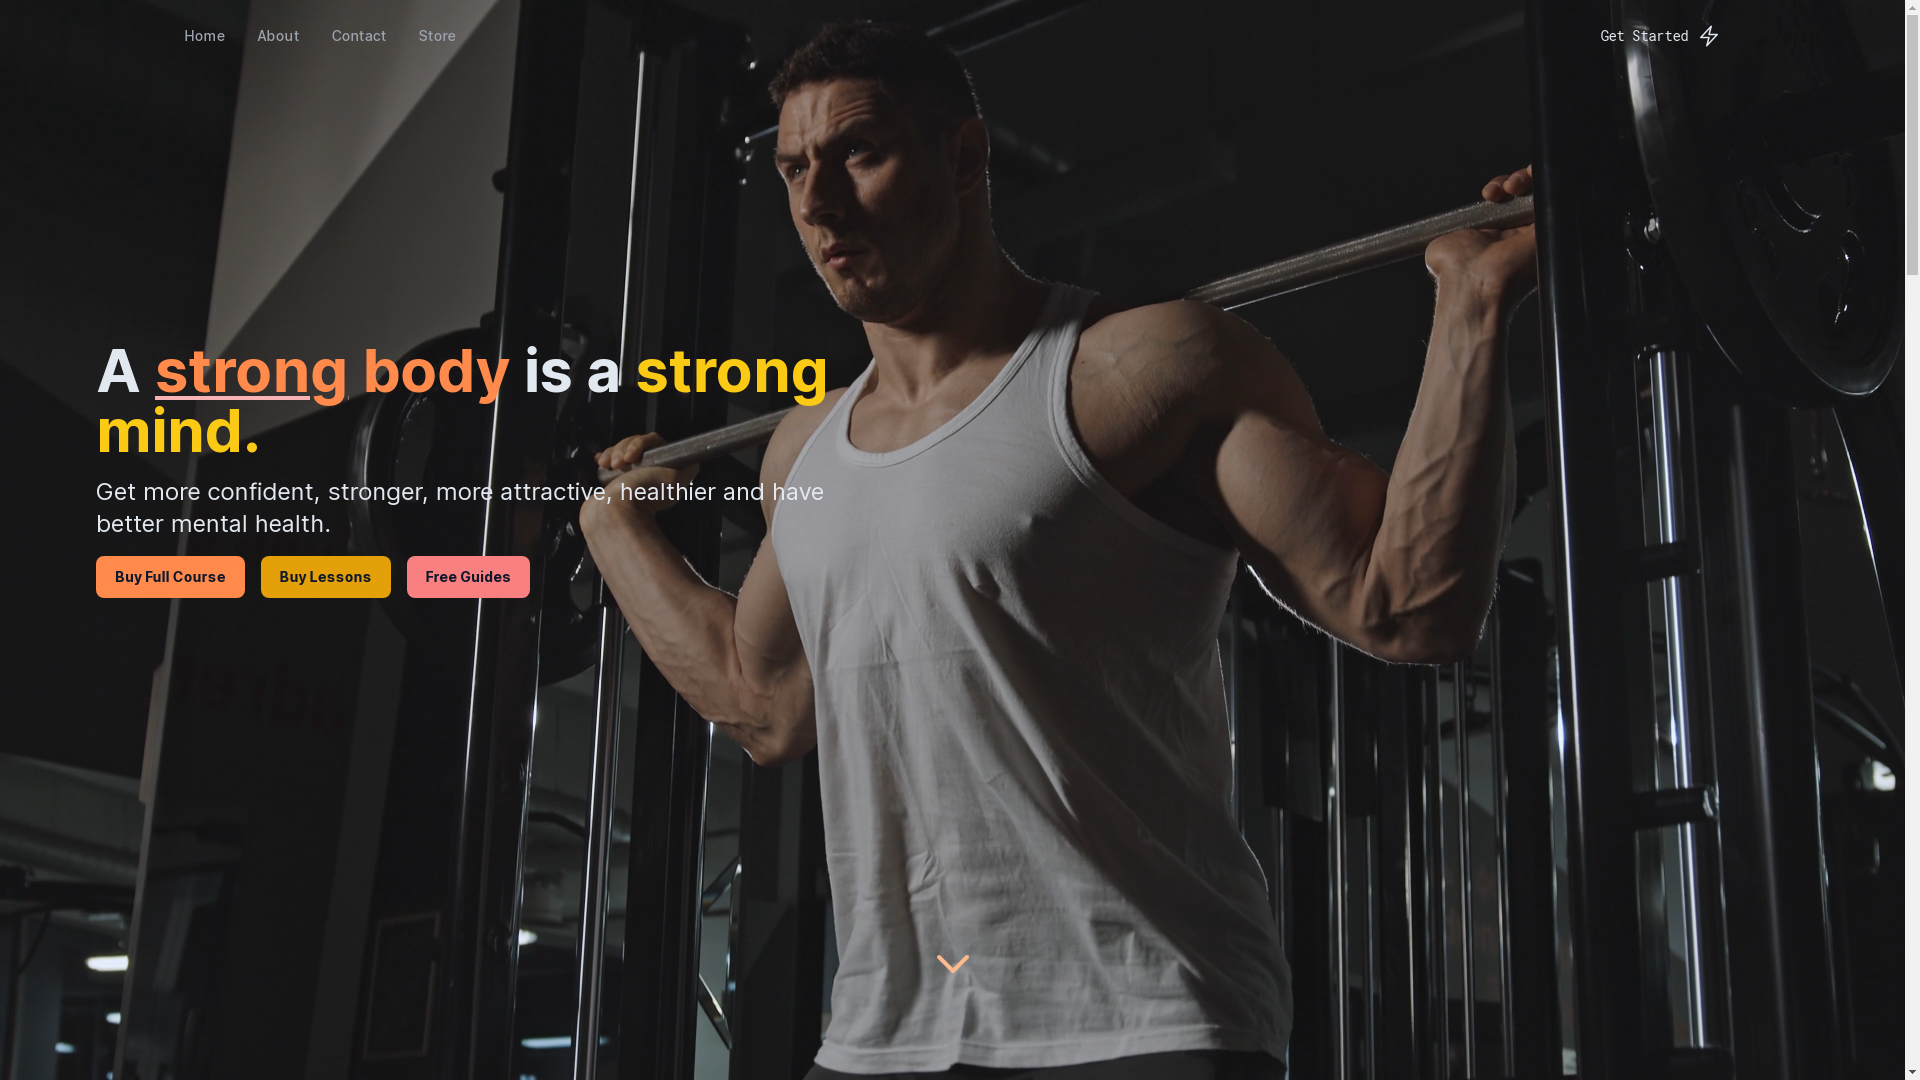 Home About Contact Store Get Started
A strong body is a strong
mind.
Get more confident, stronger, more attractive, healthier and have
better mental health.
Buy Full Course Buy Lessons Free Guides